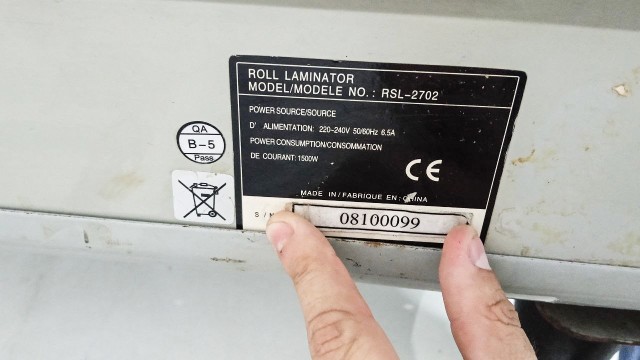 ROLL LAMINATOR
MODEL/MODELE NO. : RSL-2702
POWER SOURCE/SOURCE
D' ALIMENTATION: 220-240V 50/60Hz 6.5A
POWER CONSUMPTION/CONSOMMATION
DE COURANT: 1500W
CE
MADE IN/FABRIQUE EN: CHINA
S / N
08100099
QA
B-5
Pass